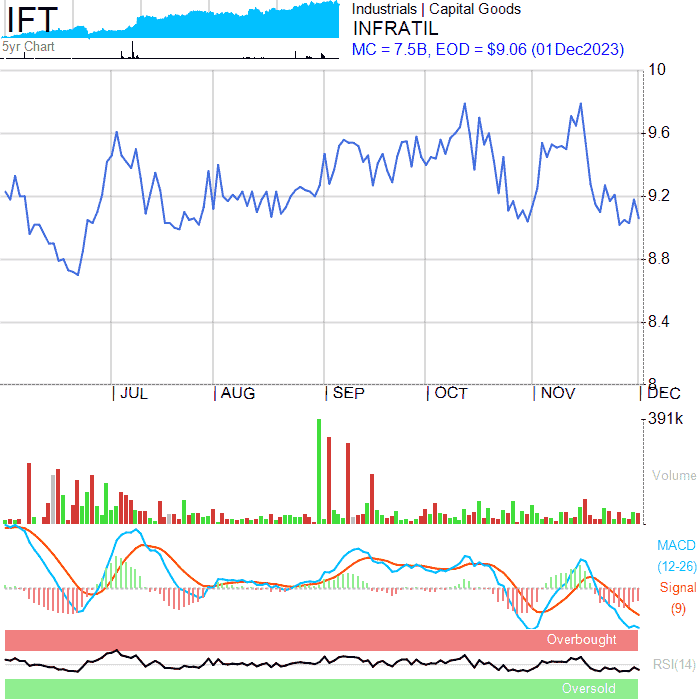 IFT
5yr Chart
Industrials | Capital Goods
INFRATIL
MC = 7.5B, EOD = $9.06 (01Dec2023)
10
9.6
9.2
8.8
8.4
8
JUL AUG SEP OCT NOV DEC
391k
Volume
MACD
(12-26)
Signal
(9)
Overbought
RSI(14)
Oversold